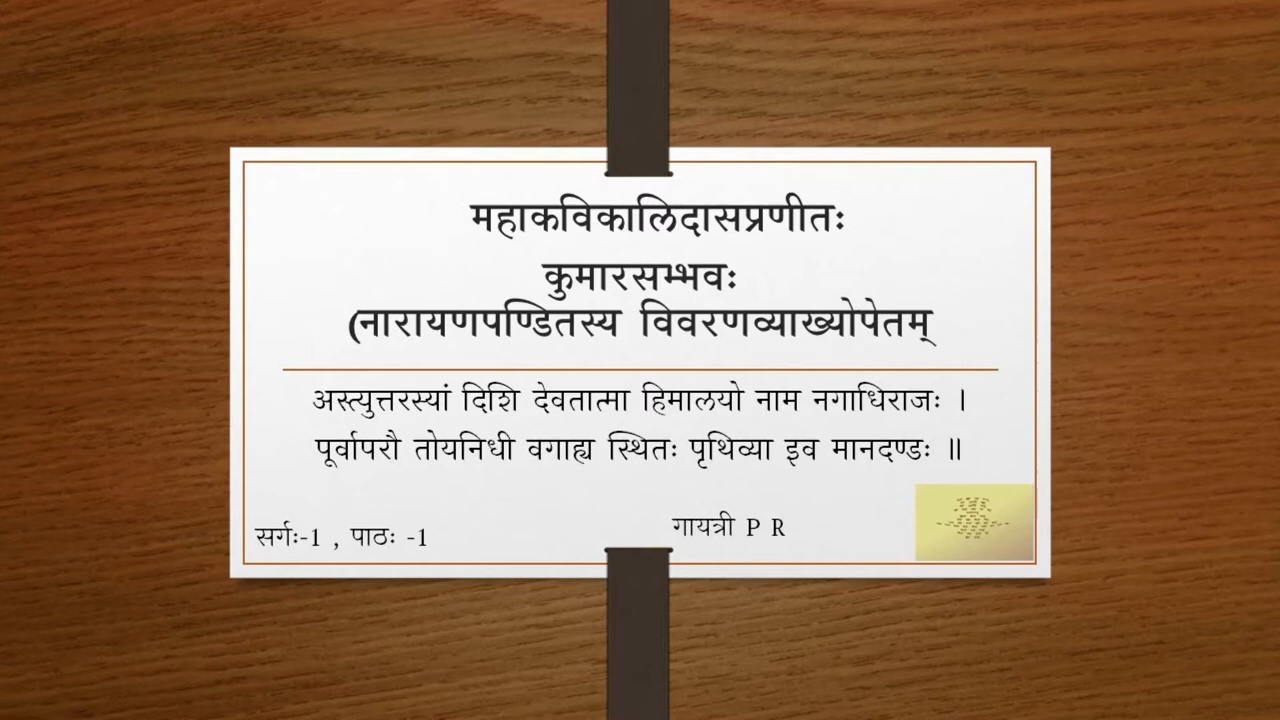 महाकविकालिदासप्रणीतः
कुमारसम्भवः
(नारायणपण्डितस्य विवरणव्याख्योपेतम्
अस्त्युत्तरस्यां दिशि देवतात्मा हिमालयो नाम नगाधिराजः ।
पूर्वापरौ तोयनिधी वगाह्य स्थितः पृथिव्या इव मानदण्डः ॥
सर्गः-1 , पाठः -1
गायत्री P R